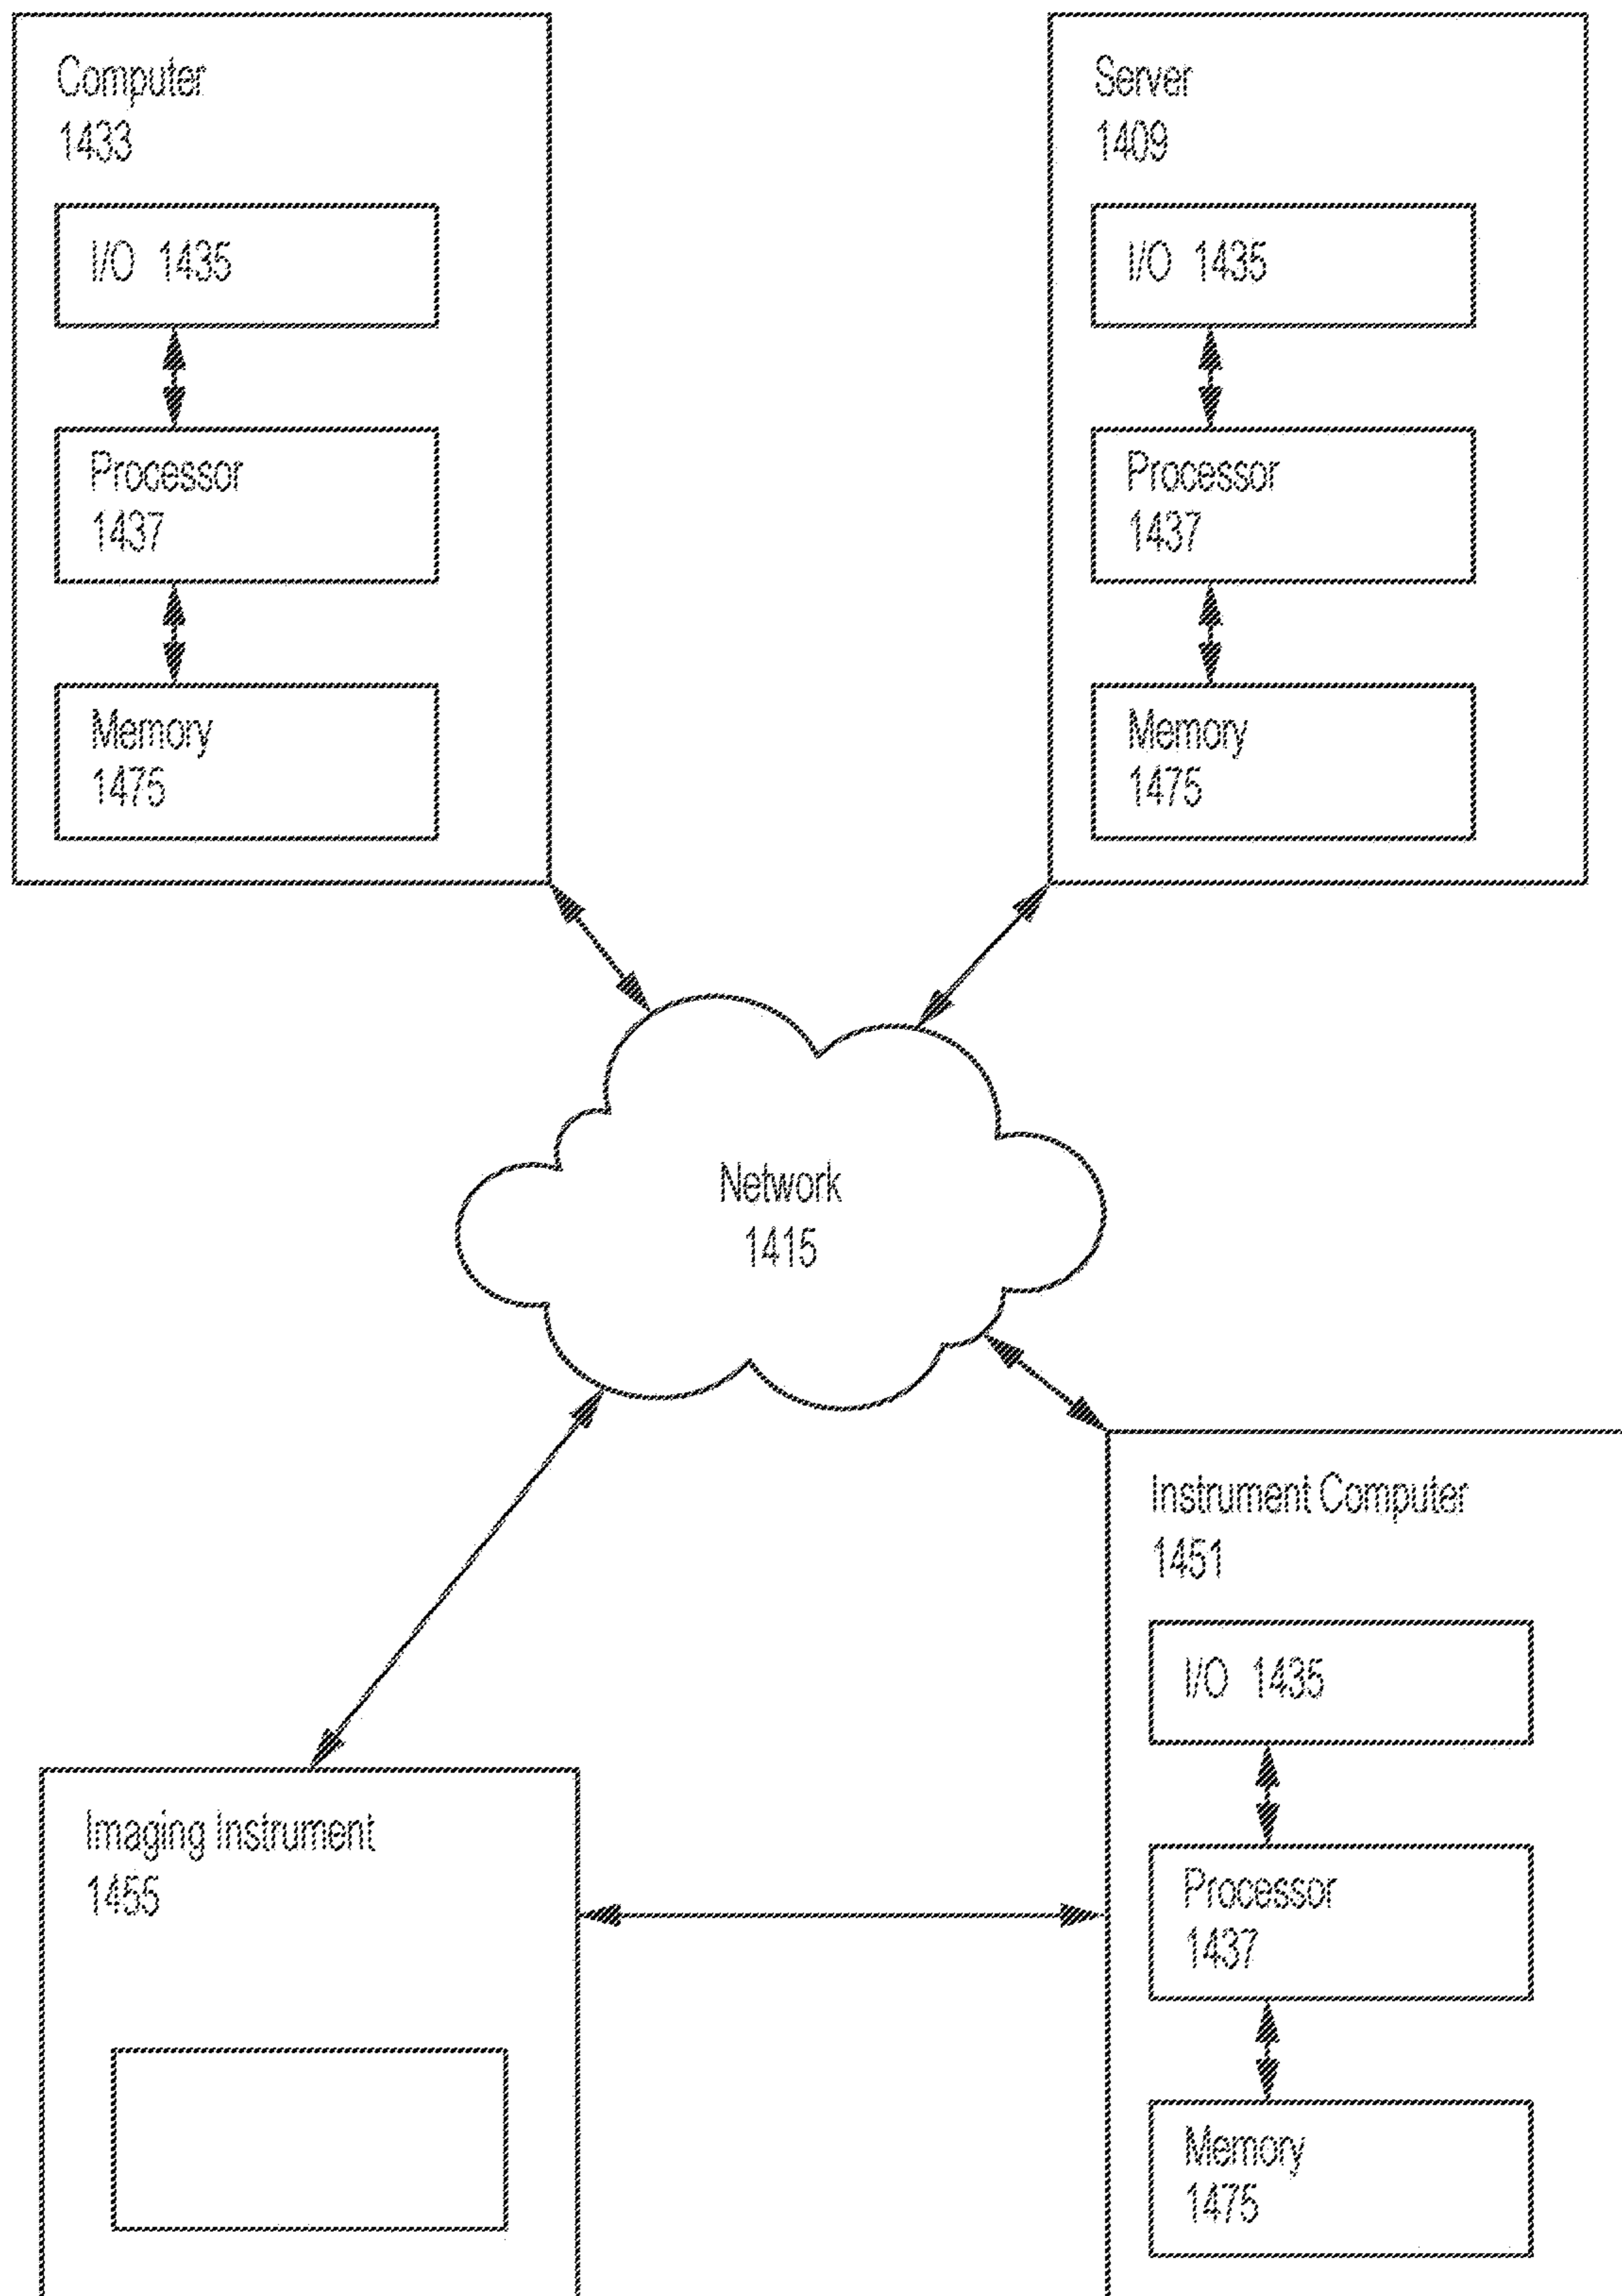 Computer
1433
I/O 1435
Processor
1437
Memory
1475
Server
1409
I/O 1435
Processor
1437
Memory
1475
Network
1415
Instrument Computer
1451
I/O 1435
Processor
1437
Memory
1475
Imaging Instrument
1455